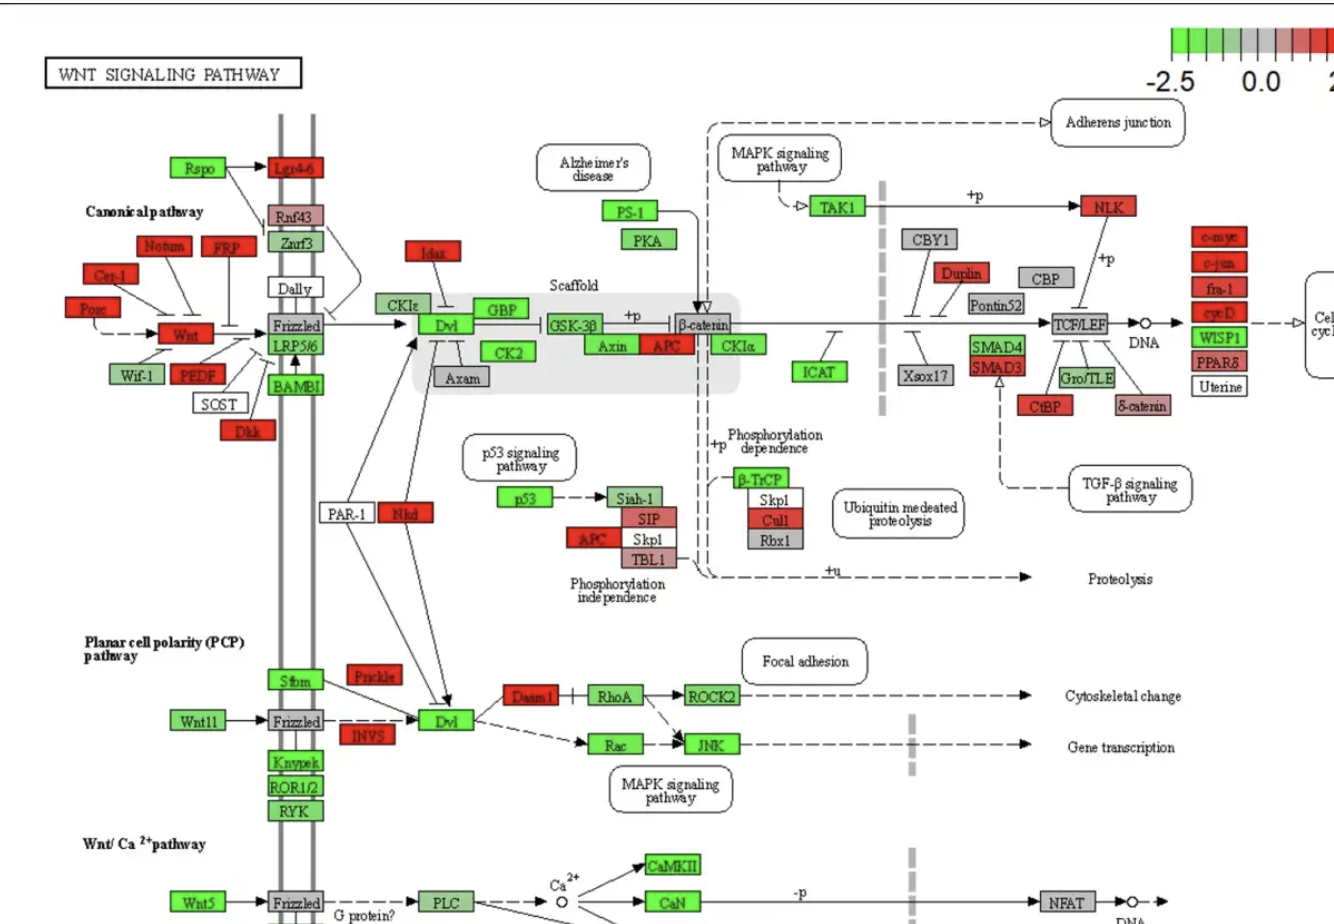 WNT SIGNALING PATHWAY
-2.5 0.0
Adherens junction
Alzheimer's
disease
MAPK signaling
pathway
Rspo
Lgr4-6
PS-1
TAK1
+p
NLK
Canonical pathway
Rnf43
Znrf3
PKA
CBY1
c-myc
Notum
FRP
Idax
+p
c-jun
Cer-1
Duplin
CBP
fra-1
Dally
Scaffold
Porc
CKIε
GBP
Pontin52
cycD
Wnt
Frizzled
Dvl
GSK-3β
+p
β-catenin
TCF/LEF
DNA
WISP1
LRP5/6
Axin
APC
CKIα
SMAD4
CK2
SMAD3
PPARδ
Wif-1
PEDF
BAMBI
Axam
ICAT
Xsox17
Gro/TLE
Uterine
SOST
CtBP
δ-catenin
Dkk
+p
Phosphorylation
dependence
p53 signaling
pathway
β-TrCP
TGF-β signaling
pathway
p53
Siah-1
Skp1
PAR-1
Nkd
SIP
Cul1
Ubiquitin medeated
proteolysis
APC
Skp1
Rbx1
TBL1
+u
Proteolysis
Phosphorylation
independence
Planar cell polarity (PCP)
pathway
Focal adhesion
Stbm
Prickle
Daam1
RhoA
ROCK2
Cytoskeletal change
Wnt11
Frizzled
INVS
Dvl
Rac
JNK
Gene transcription
Knypek
ROR1/2
RYK
MAPK signaling
pathway
Wnt/ Ca 2+pathway
CaMKII
Ca2+
Wnt5
Frizzled
PLC
CaN
-p
NFAT
G protein?
DNA